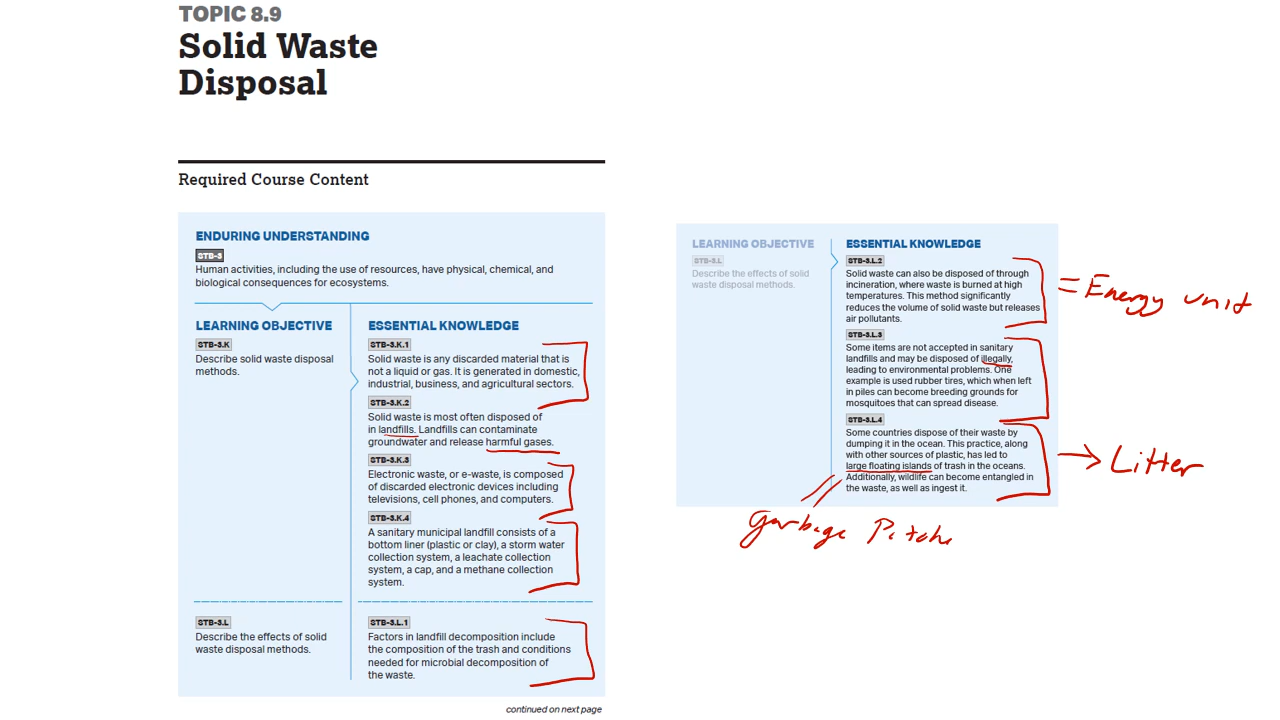 TOPIC 8.9
Solid Waste
Disposal
Required Course Content
ENDURING UNDERSTANDING
STB-3
Human activities, including the use of resources, have physical, chemical, and
biological consequences for ecosystems.
LEARNING OBJECTIVE
STB-3.K
Describe solid waste disposal
methods.
ESSENTIAL KNOWLEDGE
STB-3.K.1
Solid waste is any discarded material that is
not a liquid or gas. It is generated in domestic,
industrial, business, and agricultural sectors.
STB-3.K.2
Solid waste is most often disposed of
in landfills. Landfills can contaminate
groundwater and release harmful gases.
STB-3.K.3
Electronic waste, or e-waste, is composed
of discarded electronic devices including
televisions, cell phones, and computers.
STB-3.K.4
A sanitary municipal landfill consists of a
bottom liner (plastic or clay), a storm water
collection system, a leachate collection
system, a cap, and a methane collection
system.
STB-3.L
Describe the effects of solid
waste disposal methods.
STB-3.L.1
Factors in landfill decomposition include
the composition of the trash and conditions
needed for microbial decomposition of
the waste.
continued on next page
LEARNING OBJECTIVE
STB-3.L
Describe the effects of solid
waste disposal methods.
ESSENTIAL KNOWLEDGE
STB-3.L.2
Solid waste can also be disposed of through
incineration, where waste is burned at high
temperatures. This method significantly
reduces the volume of solid waste but releases
air pollutants.
STB-3.L.3
Some items are not accepted in sanitary
landfills and may be disposed of illegally,
leading to environmental problems. One
example is used rubber tires, which when left
in piles can become breeding grounds for
mosquitoes that can spread disease.
STB-3.L.4
Some countries dispose of their waste by
dumping it in the ocean. This practice, along
with other sources of plastic, has led to
large floating islands of trash in the oceans.
Additionally, wildlife can become entangled in
the waste, as well as ingest it.
= Energy unit
→ Litter
Garbage